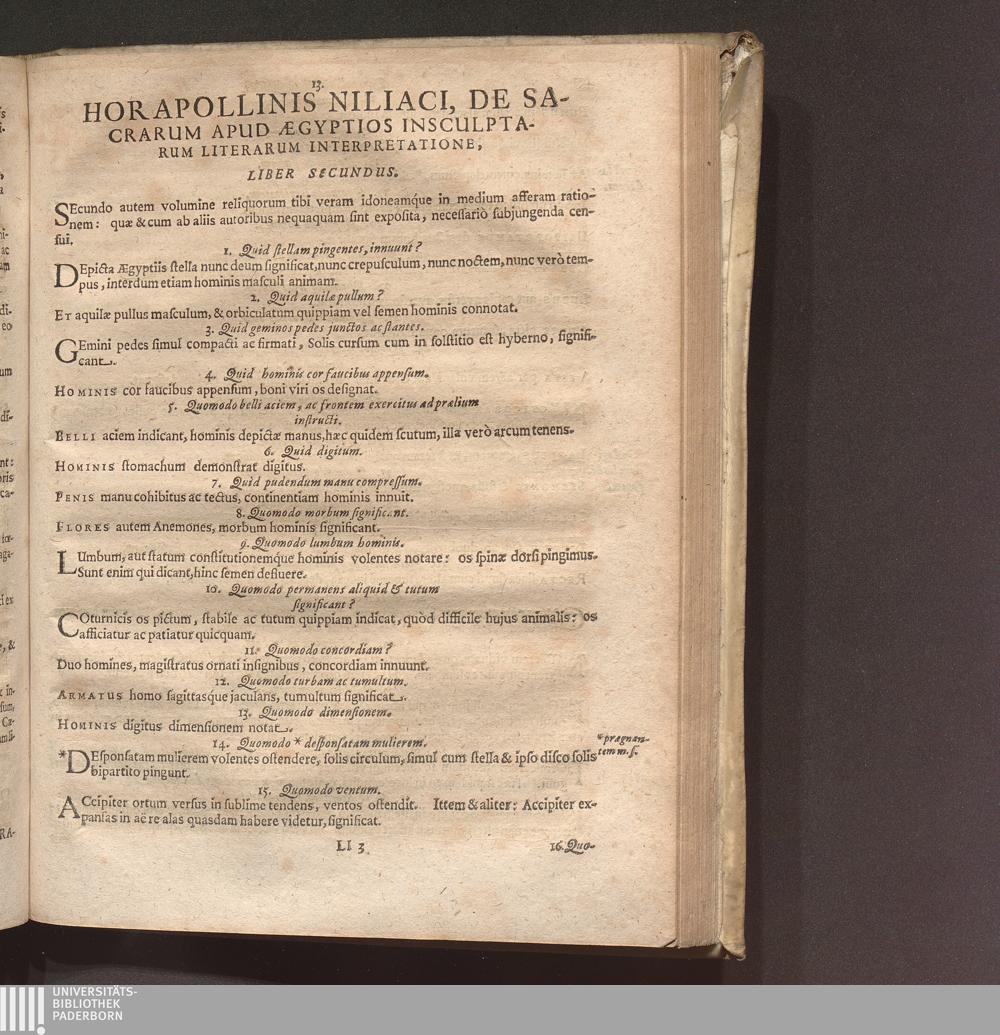 13.
HORAPOLLINIS NILIACI, DE SA-
CRARUM APUD ÆGYPTIOS INSCULPTA-
RUM LITERARUM INTERPRETATIONE,
LIBER SECUNDUS.
SEcundo autem volumine reliquorum tibi veram idoneamque in medium afferam ratio-
nem: quæ & cum ab aliis autoribus nequaquam sint exposita, necessariò subjungenda cen-
sui.
1. Quid stellam pingentes, innuunt?
DEpicta Ægyptiis stella nunc deum significat, nunc crepusculum, nunc noctem, nunc verò tem-
pus, interdum etiam hominis masculi animam.
2. Quid aquilæ pullum?
ET aquilæ pullus masculum, & orbiculatum quippiam vel semen hominis connotat.
3. Quid geminos pedes junctos ac stantes.
GEmini pedes simul compacti ac firmati, Solis cursum cum in solstitio est hyberno, signifi-
cant.
4. Quid hominis cor faucibus appensum.
HOMINIS cor faucibus appensum, boni viri os designat.
5. Quomodo belli aciem, ac frontem exercitus ad prælium
instructi.
BELLI aciem indicant, hominis depictæ manus, hæc quidem scutum, illa verò arcum tenens.
6. Quid digitum.
HOMINIS stomachum demonstrat digitus.
7. Quid pudendum manu compressum.
PENIS manu cohibitus ac tectus, continentiam hominis innuit.
8. Quomodo morbum significant.
FLORES autem Anemones, morbum hominis significant.
9. Quomodo lumbum hominis.
LUmbum, aut statum constitutionemque hominis volentes notare: os spinæ dorsi pingimus.
Sunt enim qui dicant, hinc semen defluere.
10. Quomodo permanens aliquid & tutum
significant?
COturnicis os pictum, stabile ac tutum quippiam indicat, quòd difficile hujus animalis: os
afficiatur ac patiatur quicquam.
11. Quomodo concordiam?
Duo homines, magistratus ornati insignibus, concordiam innuunt.
12. Quomodo turbam ac tumultum.
ARMATUS homo sagittasque jaculans, tumultum significat.
13. Quomodo dimensionem.
HOMINIS digitus dimensionem notat.
14. Quomodo * desponsatam mulierem.
* prægnan-
tem m. s.
*DEsponsatam mulierem volentes ostendere, solis circulum, simul cum stella & ipso disco solis
bipartito pingunt.
15. Quomodo ventum.
ACcipiter ortum versus in sublime tendens, ventos ostendit. Ittem & aliter: Accipiter ex-
pansas in aëre alas quasdam habere videtur, significat.
Ll 3
16. Quo-
UNIVERSITÄTS-
BIBLIOTHEK
PADERBORN